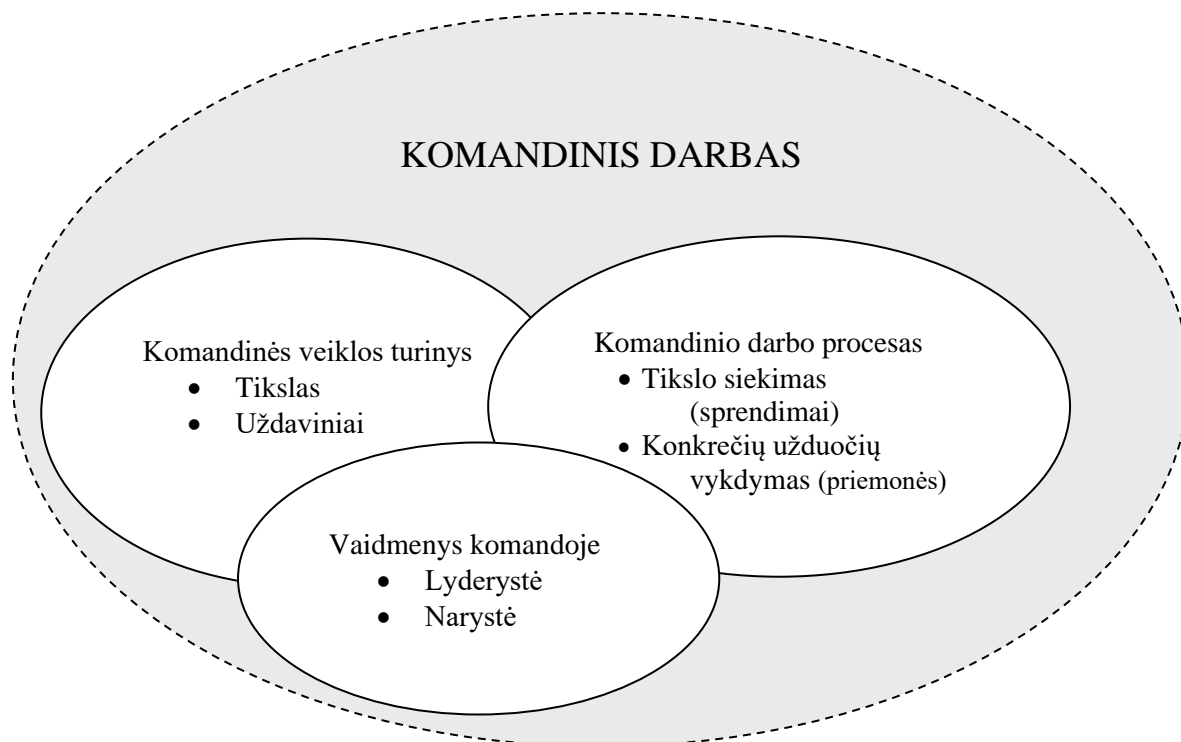 KOMANDINIS DARBAS
Komandinės veiklos turinys
• Tikslas
• Uždaviniai
Komandinio darbo procesas
• Tikslo siekimas
(sprendimai)
• Konkrečių užduočių
vykdymas (priemonės)
Vaidmenys komandoje
• Lyderystė
• Narystė